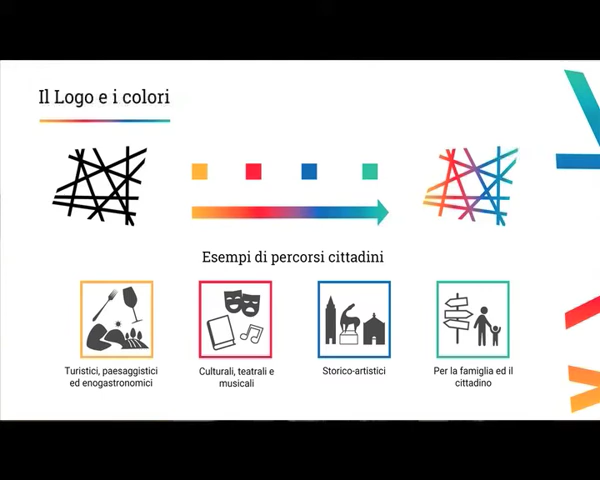 Il Logo e i colori
Esempi di percorsi cittadini
Turistici, paesaggistici
ed enogastronomici
Culturali, teatrali e
musicali
Storico-artistici
Per la famiglia ed il
cittadino